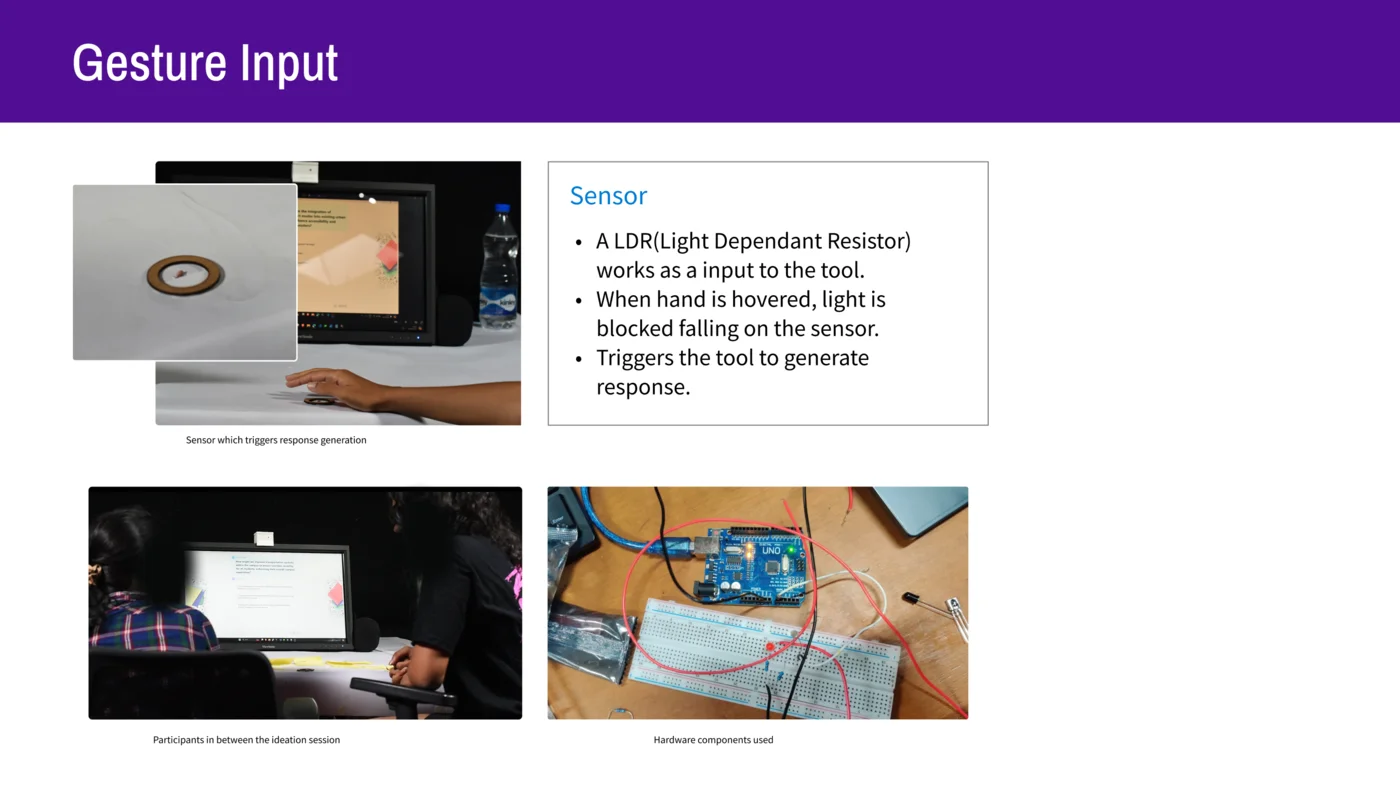 Gesture Input
Sensor
• A LDR(Light Dependant Resistor)
works as a input to the tool.
• When hand is hovered, light is
blocked falling on the sensor.
• Triggers the tool to generate
response.
Sensor which triggers response generation
UNO
Participants in between the ideation session
Hardware components used